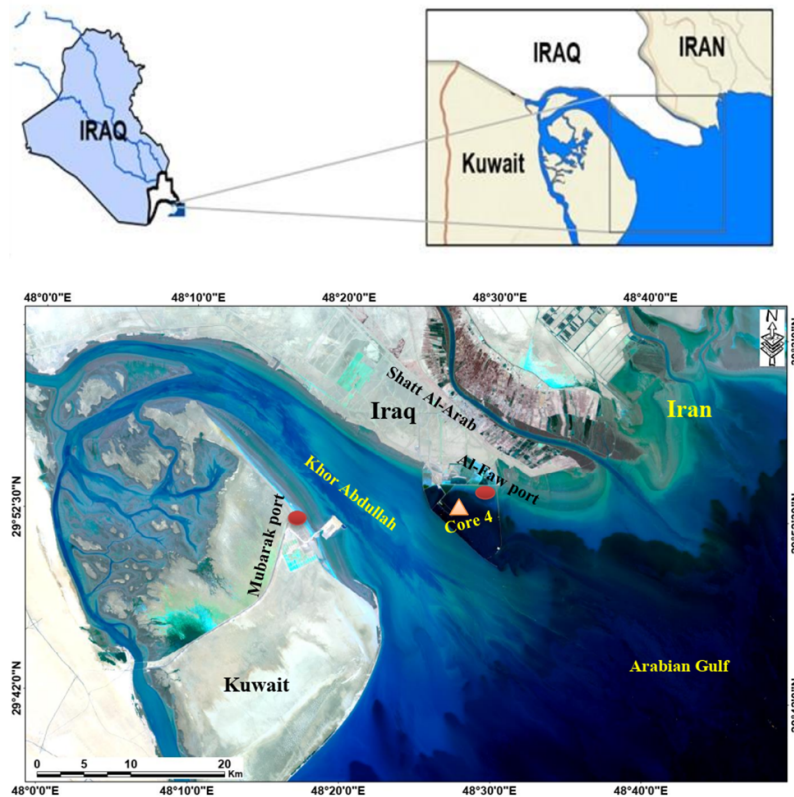 IRAQ
IRAQ
IRAN
Kuwait
48°0'0"E 48°10'0"E 48°20'0"E 48°30'0"E 48°40'0"E
N
Shatt Al-Arab
Iraq
Iran
Al-Faw port
Khor Abdullah
Core 4
29°52'30"N
Mubarak port
Arabian Gulf
Kuwait
29°42'0"N
0 5 10 20
Km
48°0'0"E 48°10'0"E 48°20'0"E 48°30'0"E 48°40'0"E